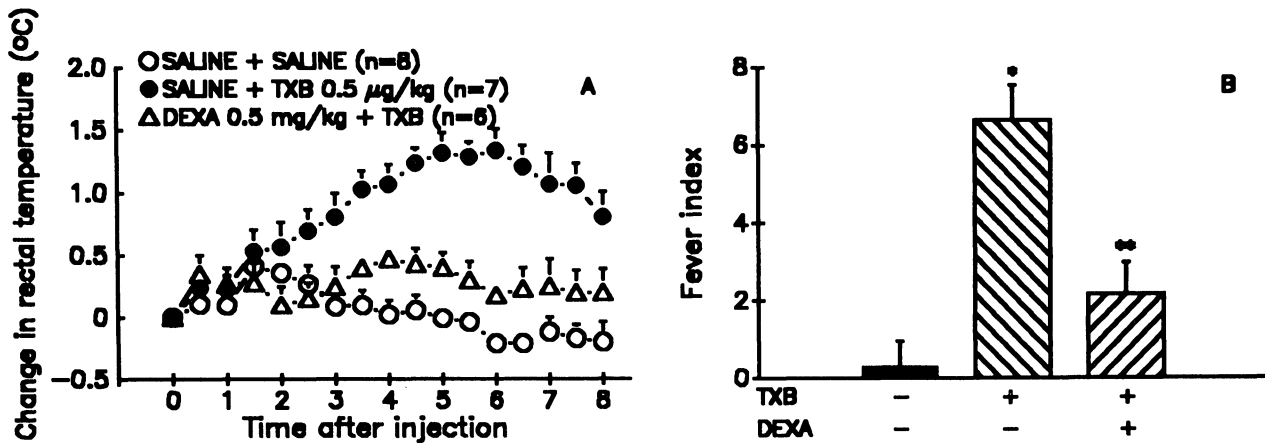 Change in rectal temperature (oC)
2.0
1.5
1.0
0.5
0
−0.5
SALINE + SALINE (n=8)
SALINE + TXB 0.5 µg/kg (n=7)
DEXA 0.5 mg/kg + TXB (n=6)
A
0 1 2 3 4 5 6 7 8
Time after injection
B
Fever index
8
6
4
2
0
*
**
TXB − + +
DEXA − − +